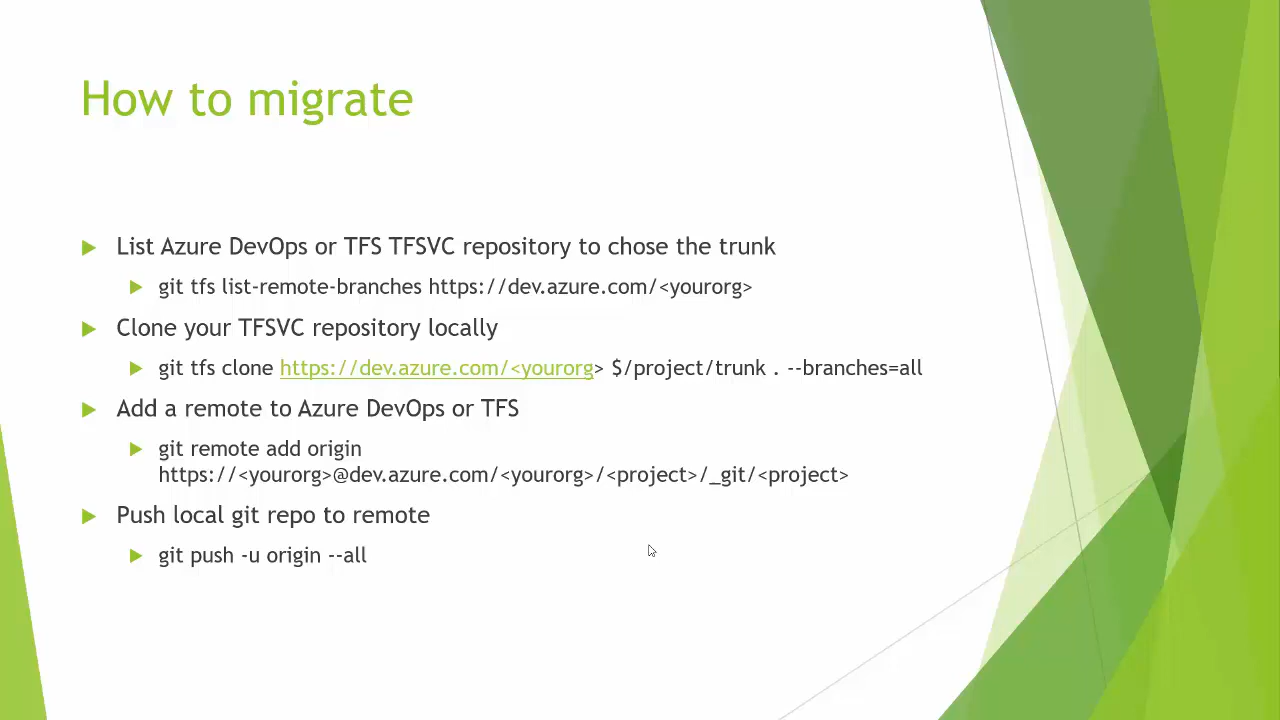 How to migrate
List Azure DevOps or TFS TFSVC repository to chose the trunk
git tfs list-remote-branches https://dev.azure.com/<yourorg>
Clone your TFSVC repository locally
git tfs clone https://dev.azure.com/<yourorg> $/project/trunk . --branches=all
Add a remote to Azure DevOps or TFS
git remote add origin
https://<yourorg>@dev.azure.com/<yourorg>/<project>/_git/<project>
Push local git repo to remote
git push -u origin --all